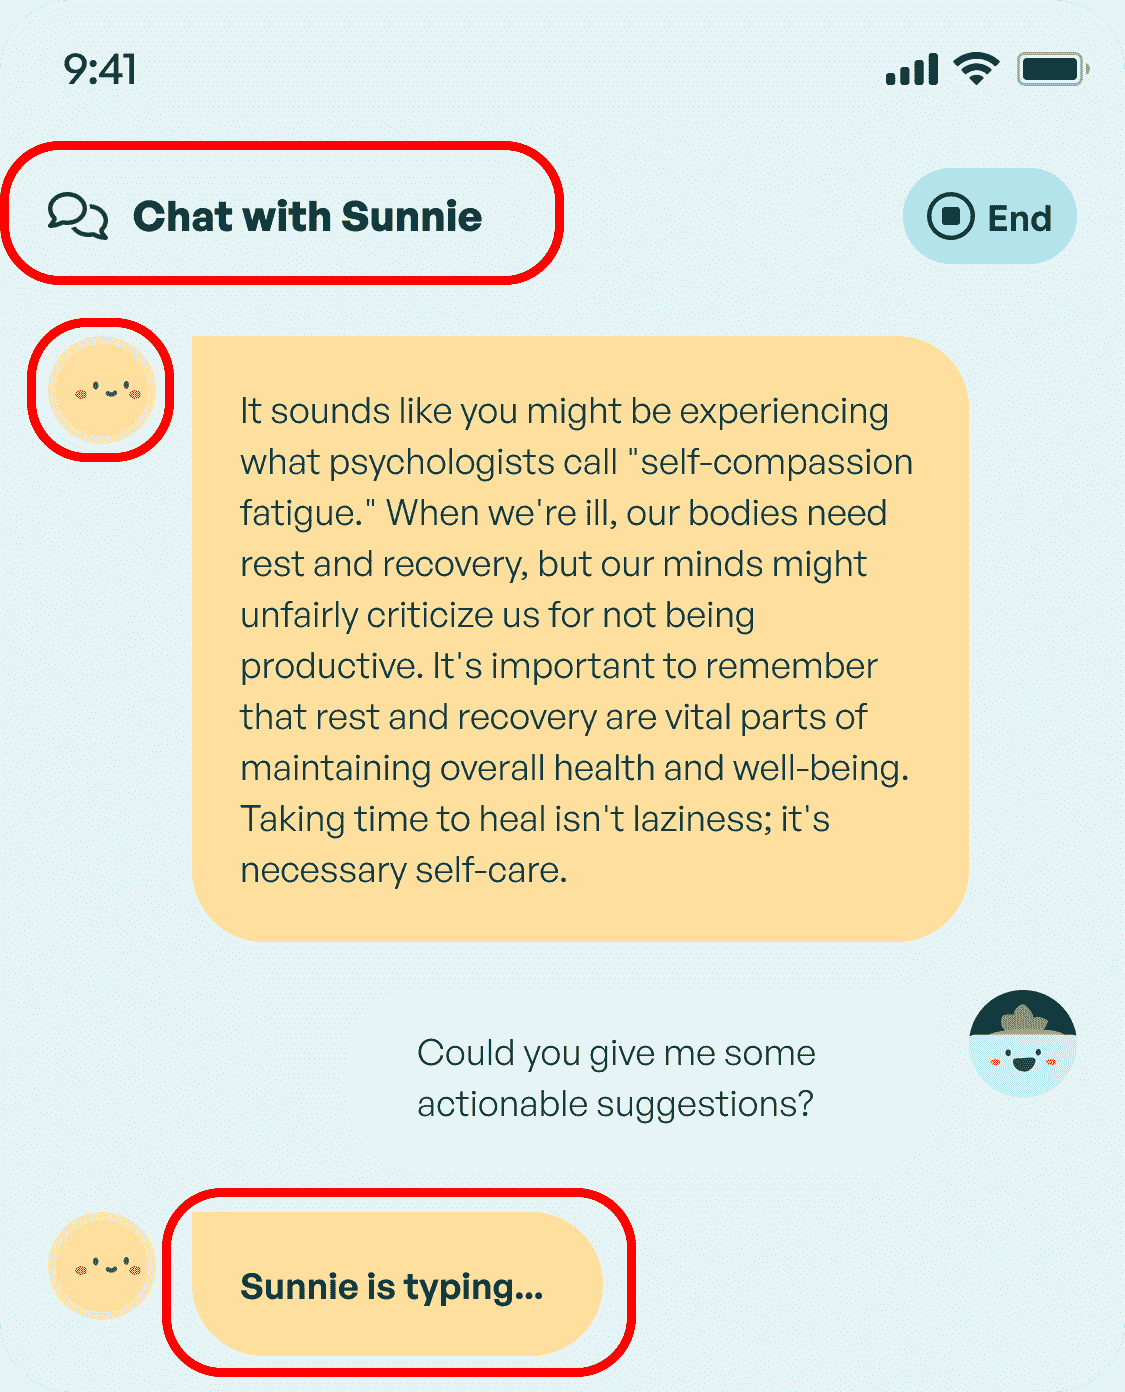 9:41
Chat with Sunnie
End
It sounds like you might be experiencing
what psychologists call "self-compassion
fatigue." When we're ill, our bodies need
rest and recovery, but our minds might
unfairly criticize us for not being
productive. It's important to remember
that rest and recovery are vital parts of
maintaining overall health and well-being.
Taking time to heal isn't laziness; it's
necessary self-care.
Could you give me some
actionable suggestions?
Sunnie is typing...